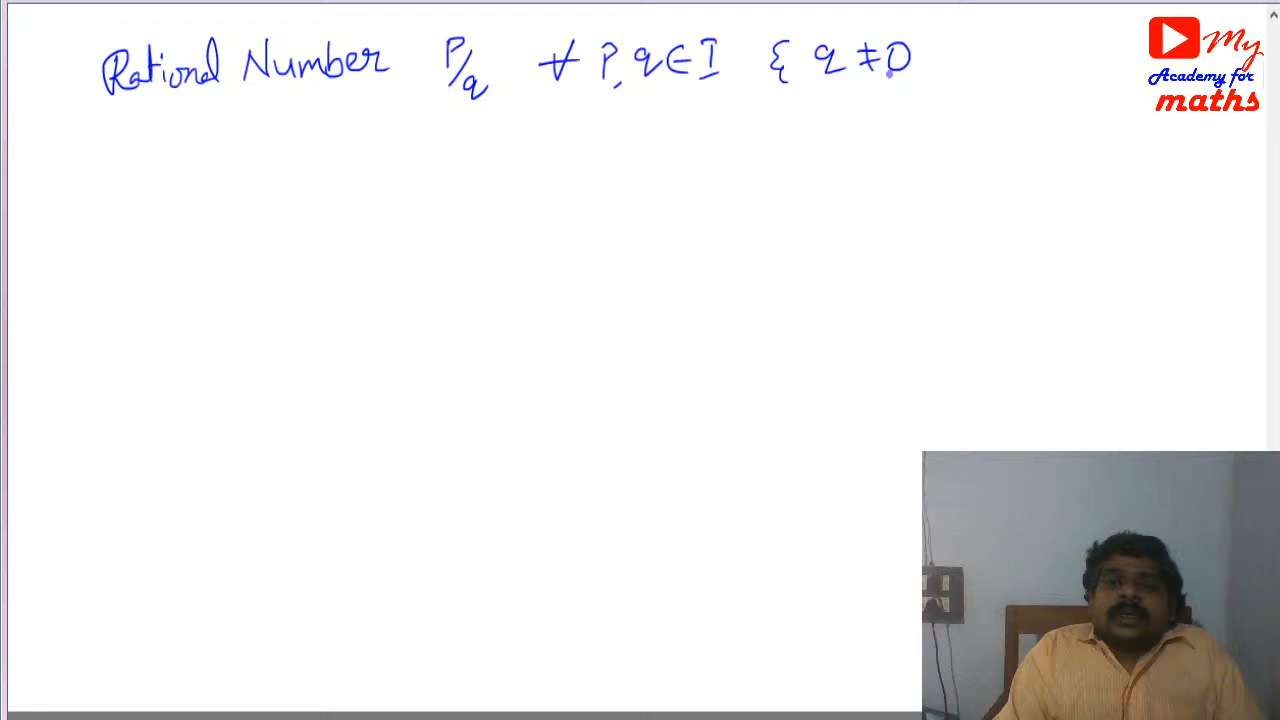 Rational Number P/q ∀ P, q ∈ I { q ≠ 0
My
Academy for
maths